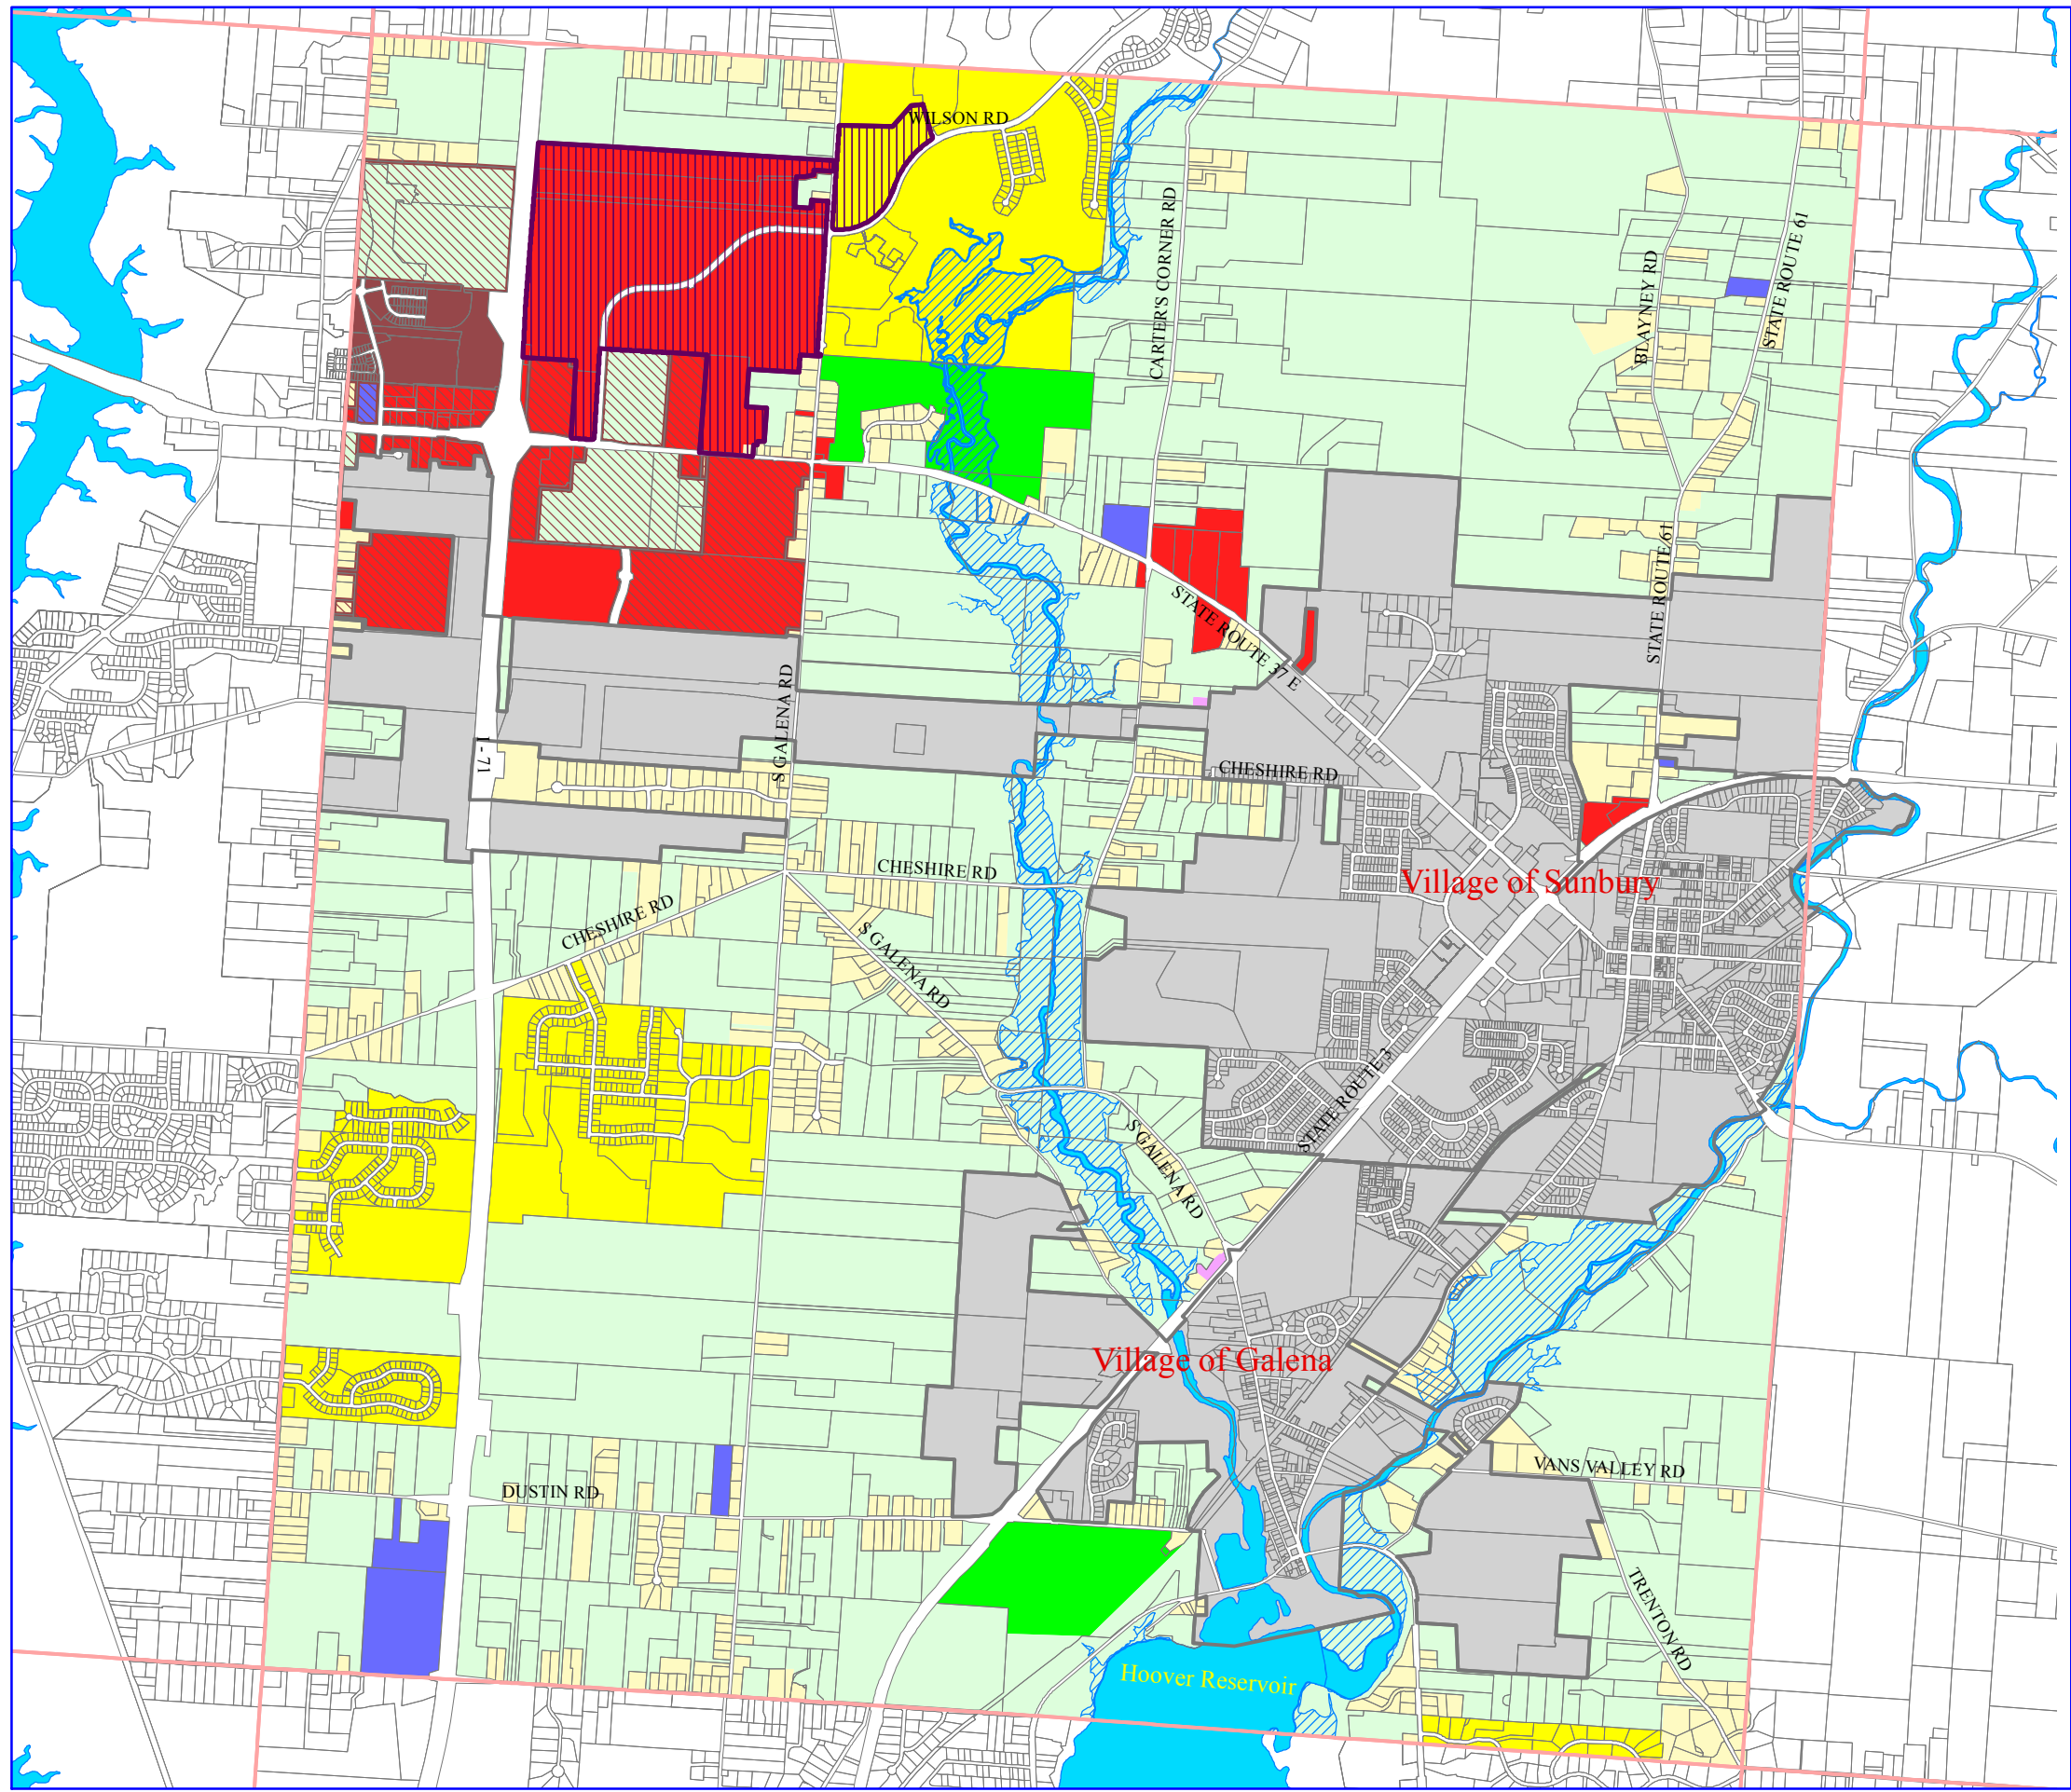 WILSON RD
CARTER'S CORNER RD
BLAYNEY RD
STATE ROUTE 61
STATE ROUTE 61
STATE ROUTE 37 E
S GALENA RD
I - 71
CHESHIRE RD
CHESHIRE RD
CHESHIRE RD
Village of Sunbury
S GALENA RD
STATE ROUTE 3
S GALENA RD
Village of Galena
DUSTIN RD
VANS VALLEY RD
TRENTON RD
Hoover Reservoir